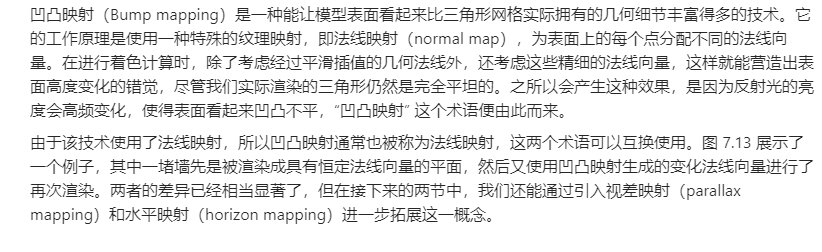 凹凸映射（Bump mapping）是一种能让模型表面看起来比三角形网格实际拥有的几何细节丰富得多的技术。它
的工作原理是使用一种特殊的纹理映射，即法线映射（normal map），为表面上的每个点分配不同的法线向
量。在进行着色计算时，除了考虑经过平滑插值的几何法线外，还考虑这些精细的法线向量，这样就能营造出表
面高度变化的错觉，尽管我们实际渲染的三角形仍然是完全平坦的。之所以会产生这种效果，是因为反射光的亮
度会高频变化，使得表面看起来凹凸不平，“凹凸映射” 这个术语便由此而来。
由于该技术使用了法线映射，所以凹凸映射通常也被称为法线映射，这两个术语可以互换使用。图 7.13 展示了
一个例子，其中一堵墙先是被渲染成具有恒定法线向量的平面，然后又使用凹凸映射生成的变化法线向量进行了
再次渲染。两者的差异已经相当显著了，但在接下来的两节中，我们还能通过引入视差映射（parallax
mapping）和水平映射（horizon mapping）进一步拓展这一概念。